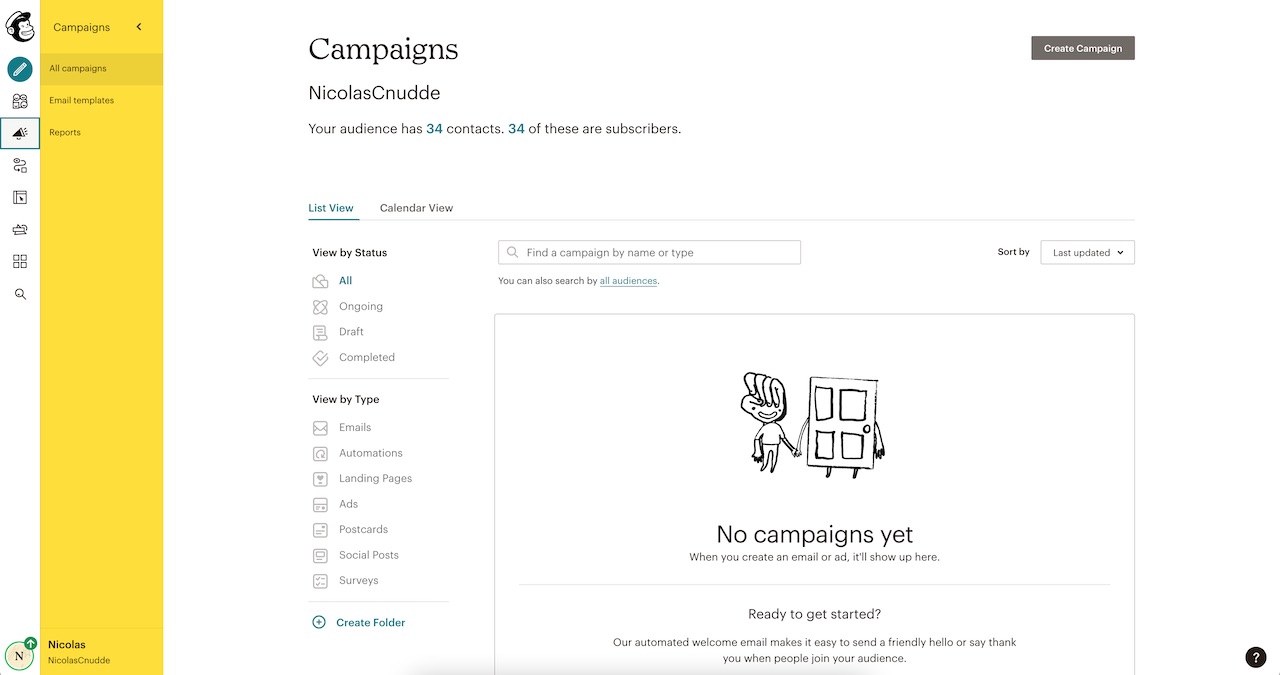 Campaigns
All campaigns
Email templates
Reports
N
Nicolas
NicolasCnudde
Campaigns
Create Campaign
NicolasCnudde
Your audience has 34 contacts. 34 of these are subscribers.
List View
Calendar View
View by Status
All
Ongoing
Draft
Completed
View by Type
Emails
Automations
Landing Pages
Ads
Postcards
Social Posts
Surveys
Create Folder
Find a campaign by name or type
Sort by
Last updated
You can also search by all audiences.
No campaigns yet
When you create an email or ad, it'll show up here.
Ready to get started?
Our automated welcome email makes it easy to send a friendly hello or say thank
you when people join your audience.
?